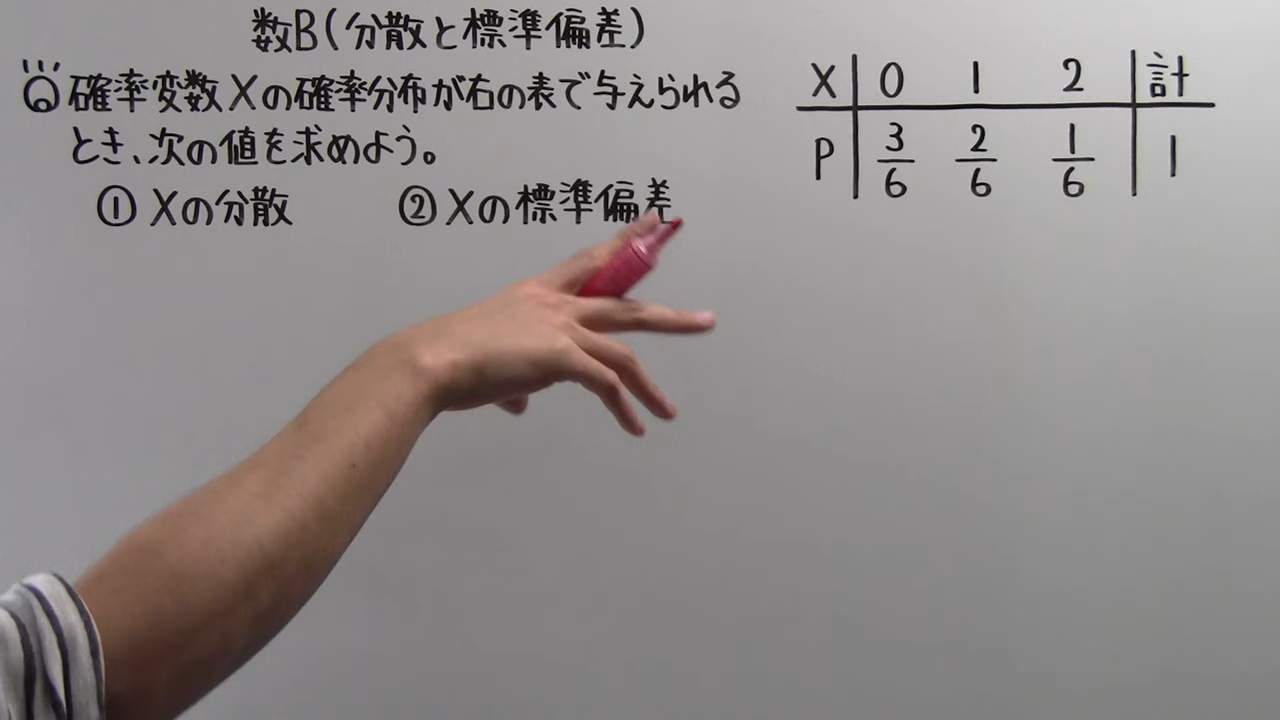 数B(分散と標準偏差)
Q 確率変数Xの確率分布が右の表で与えられる
とき、次の値を求めよう。
① Xの分散 ② Xの標準偏差
X 0 1 2 計
P 3/6 2/6 1/6 1